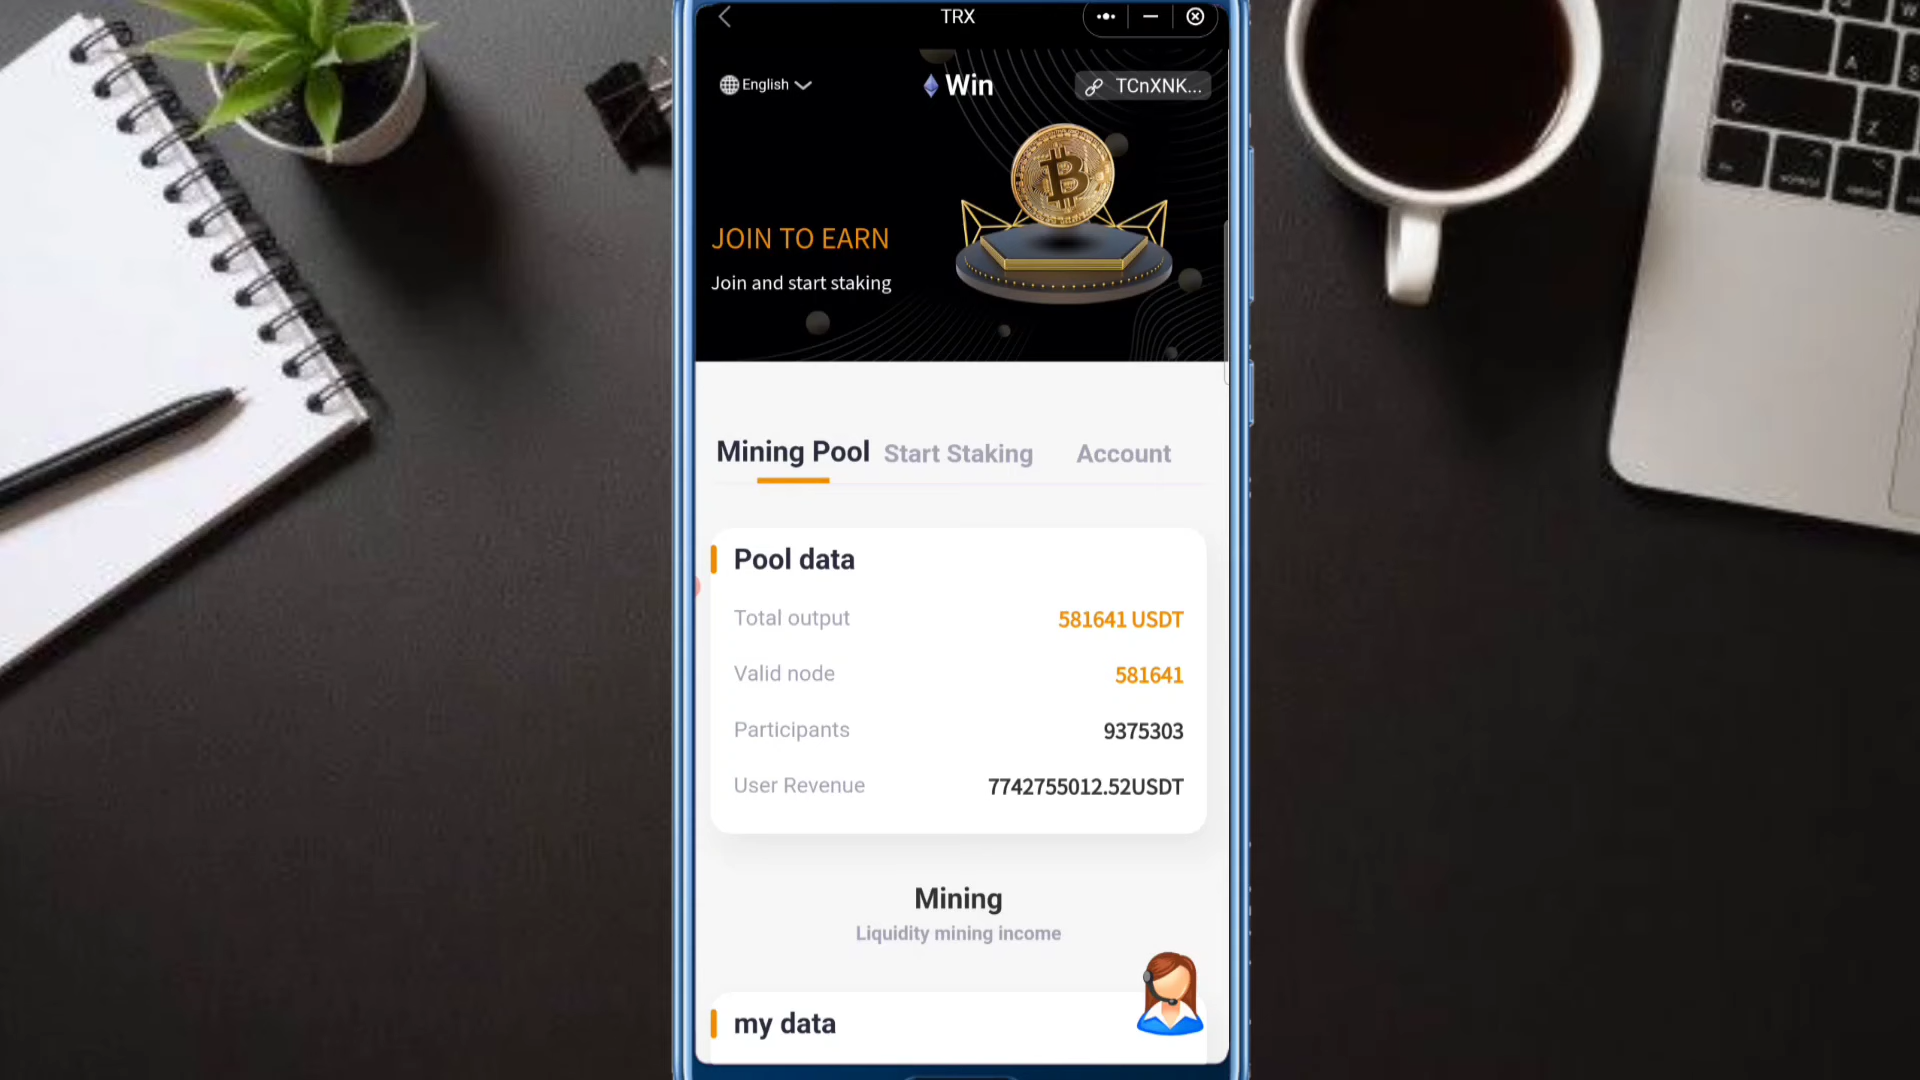 TRX
English
Win
TCnXNK...
JOIN TO EARN
Join and start staking
Mining Pool
Start Staking
Account
Pool data
Total output
581641 USDT
Valid node
581641
Participants
9375303
User Revenue
7742755012.52USDT
Mining
Liquidity mining income
my data